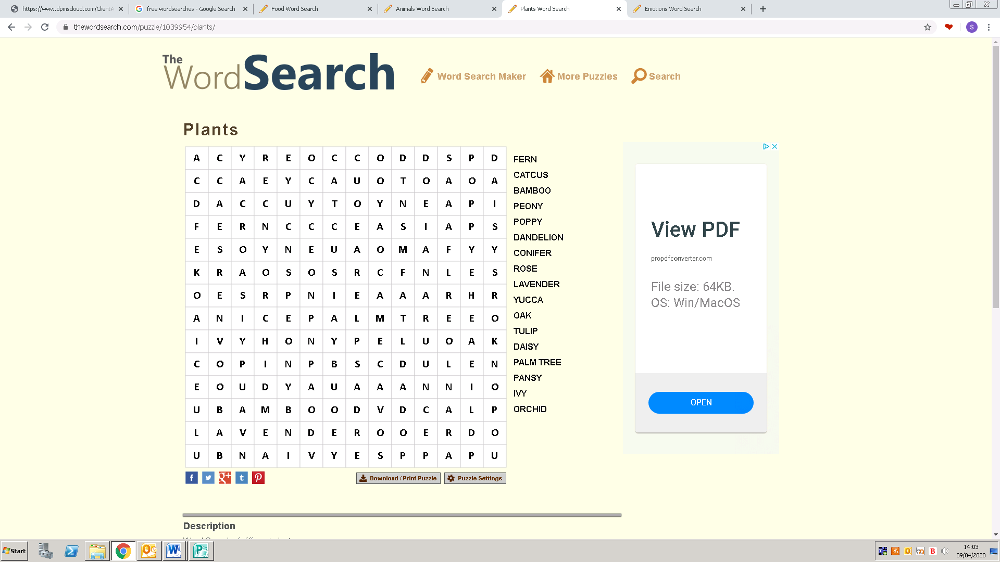 https://www.dpmscloud.com/ClientA
free wordsearches - Google Search
Food Word Search
Animals Word Search
Plants Word Search
Emotions Word Search
thewordsearch.com/puzzle/1039954/plants/
S
The
WordSearch
Word Search Maker
More Puzzles
Search
Plants
A C Y R E O C C O D D S P D
C C A E Y C A U O T O A O A
D A C C U Y T O Y N E A P I
F E R N C C C E A S I A P S
E S O Y N E U A O M A F Y Y
K R A O S O S R C F N L E S
O E S R P N I E A A A R H R
A N I C E P A L M T R E E O
I V Y H O N Y P E L U O A K
C O P I N P B S C D U L E N
E O U D Y A U A A A N N I O
U B A M B O O D V D C A L P
L A V E N D E R O O E R D O
U B N A I V Y E S P P A P U
FERN
CATCUS
BAMBOO
PEONY
POPPY
DANDELION
CONIFER
ROSE
LAVENDER
YUCCA
OAK
TULIP
DAISY
PALM TREE
PANSY
IVY
ORCHID
View PDF
propdfconverter.com
File size: 64KB.
OS: Win/MacOS
OPEN
Download / Print Puzzle
Puzzle Settings
Description
Start
14:03
09/04/2020